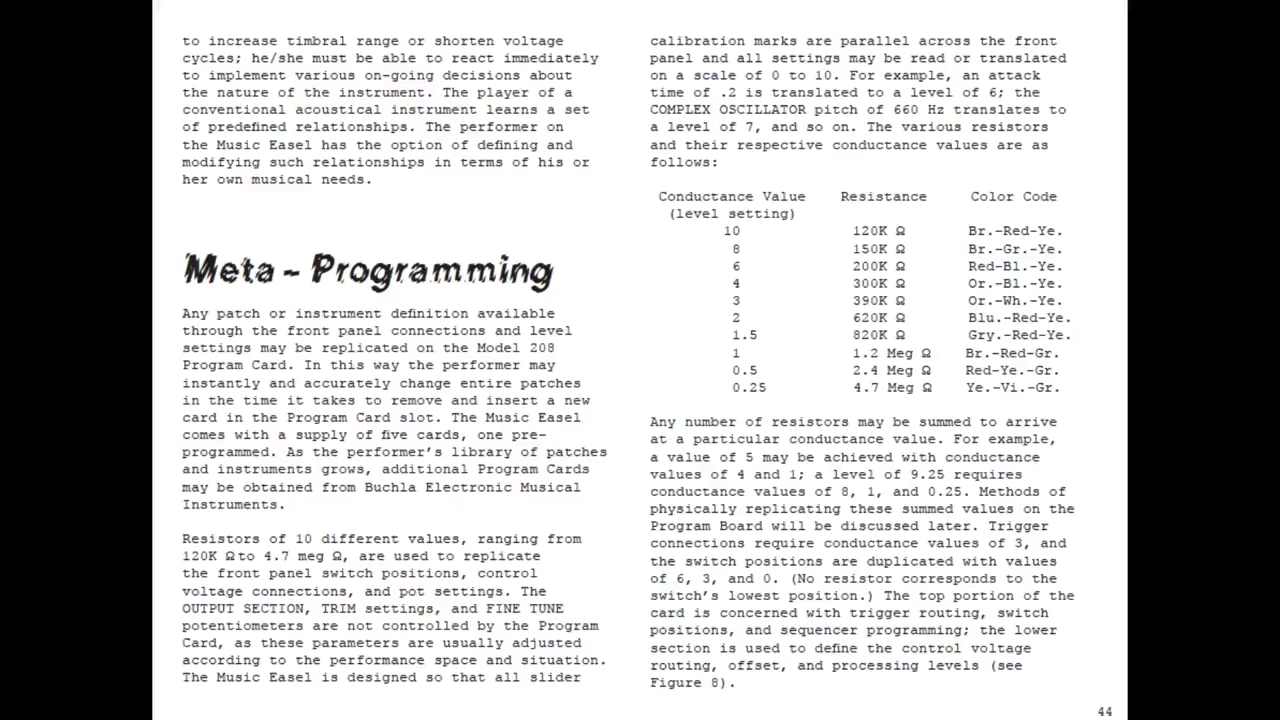 to increase timbral range or shorten voltage
cycles; he/she must be able to react immediately
to implement various on-going decisions about
the nature of the instrument. The player of a
conventional acoustical instrument learns a set
of predefined relationships. The performer on
the Music Easel has the option of defining and
modifying such relationships in terms of his or
her own musical needs.
Meta - Programming
Any patch or instrument definition available
through the front panel connections and level
settings may be replicated on the Model 208
Program Card. In this way the performer may
instantly and accurately change entire patches
in the time it takes to remove and insert a new
card in the Program Card slot. The Music Easel
comes with a supply of five cards, one pre-
programmed. As the performer's library of patches
and instruments grows, additional Program Cards
may be obtained from Buchla Electronic Musical
Instruments.
Resistors of 10 different values, ranging from
120K Ω to 4.7 meg Ω, are used to replicate
the front panel switch positions, control
voltage connections, and pot settings. The
OUTPUT SECTION, TRIM settings, and FINE TUNE
potentiometers are not controlled by the Program
Card, as these parameters are usually adjusted
according to the performance space and situation.
The Music Easel is designed so that all slider
calibration marks are parallel across the front
panel and all settings may be read or translated
on a scale of 0 to 10. For example, an attack
time of .2 is translated to a level of 6; the
COMPLEX OSCILLATOR pitch of 660 Hz translates to
a level of 7, and so on. The various resistors
and their respective conductance values are as
follows:
Conductance Value Resistance Color Code
(level setting)
10 120K Ω Br.-Red-Ye.
8 150K Ω Br.-Gr.-Ye.
6 200K Ω Red-Bl.-Ye.
4 300K Ω Or.-Bl.-Ye.
3 390K Ω Or.-Wh.-Ye.
2 620K Ω Blu.-Red-Ye.
1.5 820K Ω Gry.-Red-Ye.
1 1.2 Meg Ω Br.-Red-Gr.
0.5 2.4 Meg Ω Red-Ye.-Gr.
0.25 4.7 Meg Ω Ye.-Vi.-Gr.
Any number of resistors may be summed to arrive
at a particular conductance value. For example,
a value of 5 may be achieved with conductance
values of 4 and 1; a level of 9.25 requires
conductance values of 8, 1, and 0.25. Methods of
physically replicating these summed values on the
Program Board will be discussed later. Trigger
connections require conductance values of 3, and
the switch positions are duplicated with values
of 6, 3, and 0. (No resistor corresponds to the
switch's lowest position.) The top portion of the
card is concerned with trigger routing, switch
positions, and sequencer programming; the lower
section is used to define the control voltage
routing, offset, and processing levels (see
Figure 8).
44